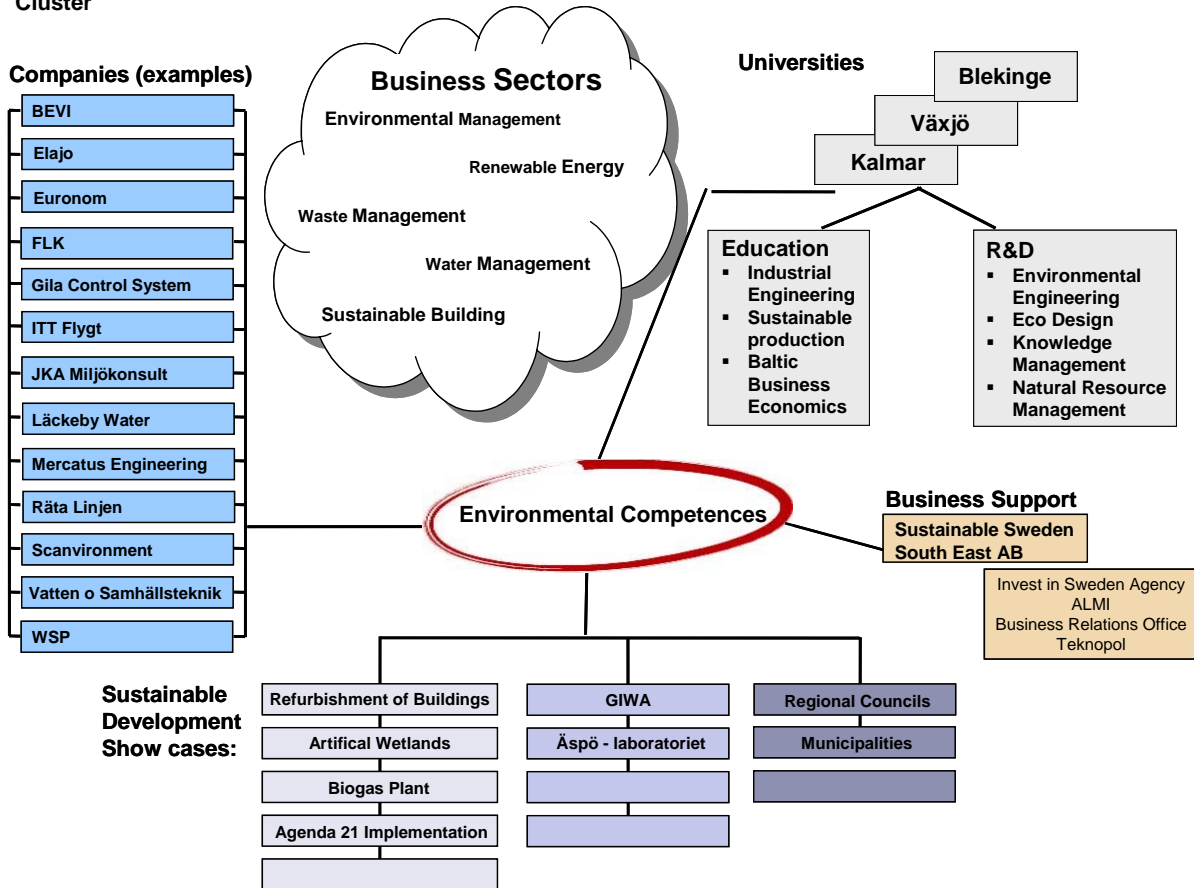 Cluster
Companies (examples)
BEVI
Elajo
Euronom
FLK
Gila Control System
ITT Flygt
JKA Miljökonsult
Läckeby Water
Mercatus Engineering
Räta Linjen
Scanvironment
Vatten o Samhällsteknik
WSP
Business Sectors
Environmental Management
Renewable Energy
Waste Management
Water Management
Sustainable Building
Universities
Blekinge
Växjö
Kalmar
Education
▪ Industrial
Engineering
▪ Sustainable
production
▪ Baltic
Business
Economics
R&D
▪ Environmental
Engineering
▪ Eco Design
▪ Knowledge
Management
▪ Natural Resource
Management
Environmental Competences
Business Support
Sustainable Sweden
South East AB
Invest in Sweden Agency
ALMI
Business Relations Office
Teknopol
Sustainable
Development
Show cases:
Refurbishment of Buildings
Artifical Wetlands
Biogas Plant
Agenda 21 Implementation
GIWA
Äspö - laboratoriet
Regional Councils
Municipalities